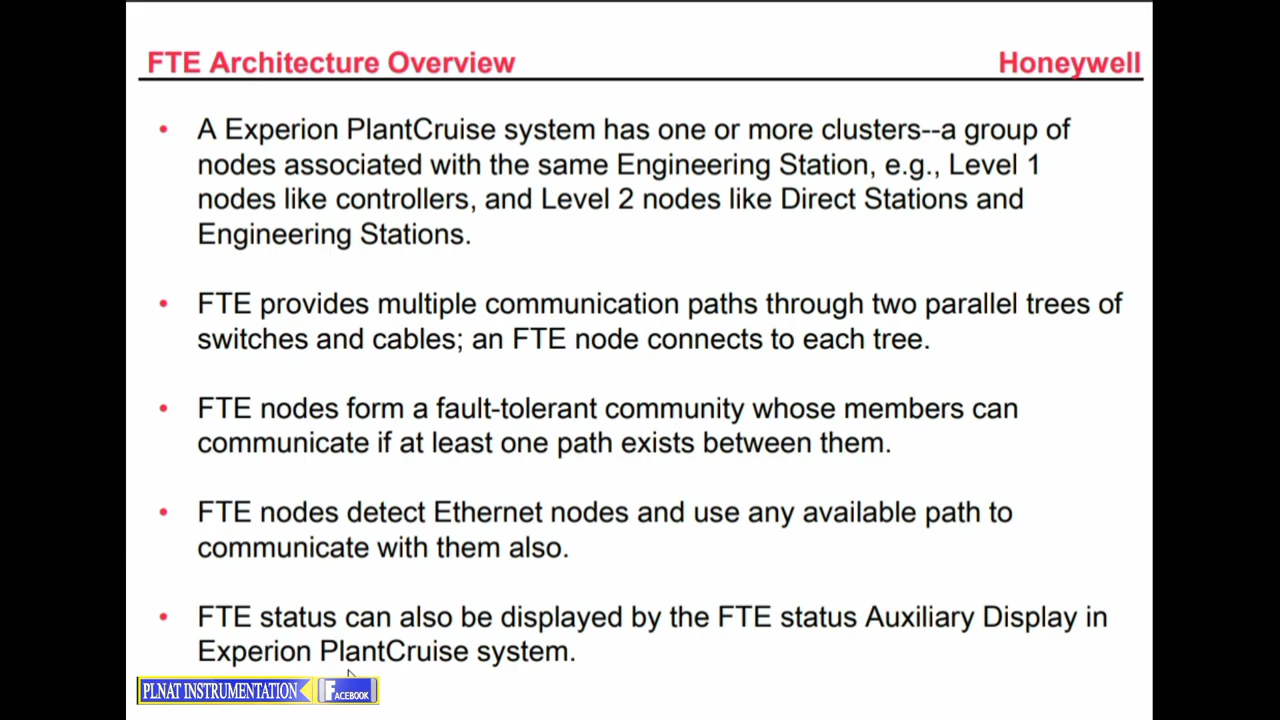 FTE Architecture Overview
Honeywell
• A Experion PlantCruise system has one or more clusters--a group of
nodes associated with the same Engineering Station, e.g., Level 1
nodes like controllers, and Level 2 nodes like Direct Stations and
Engineering Stations.
• FTE provides multiple communication paths through two parallel trees of
switches and cables; an FTE node connects to each tree.
• FTE nodes form a fault-tolerant community whose members can
communicate if at least one path exists between them.
• FTE nodes detect Ethernet nodes and use any available path to
communicate with them also.
• FTE status can also be displayed by the FTE status Auxiliary Display in
Experion PlantCruise system.
PLNAT INSTRUMENTATION
FACEBOOK